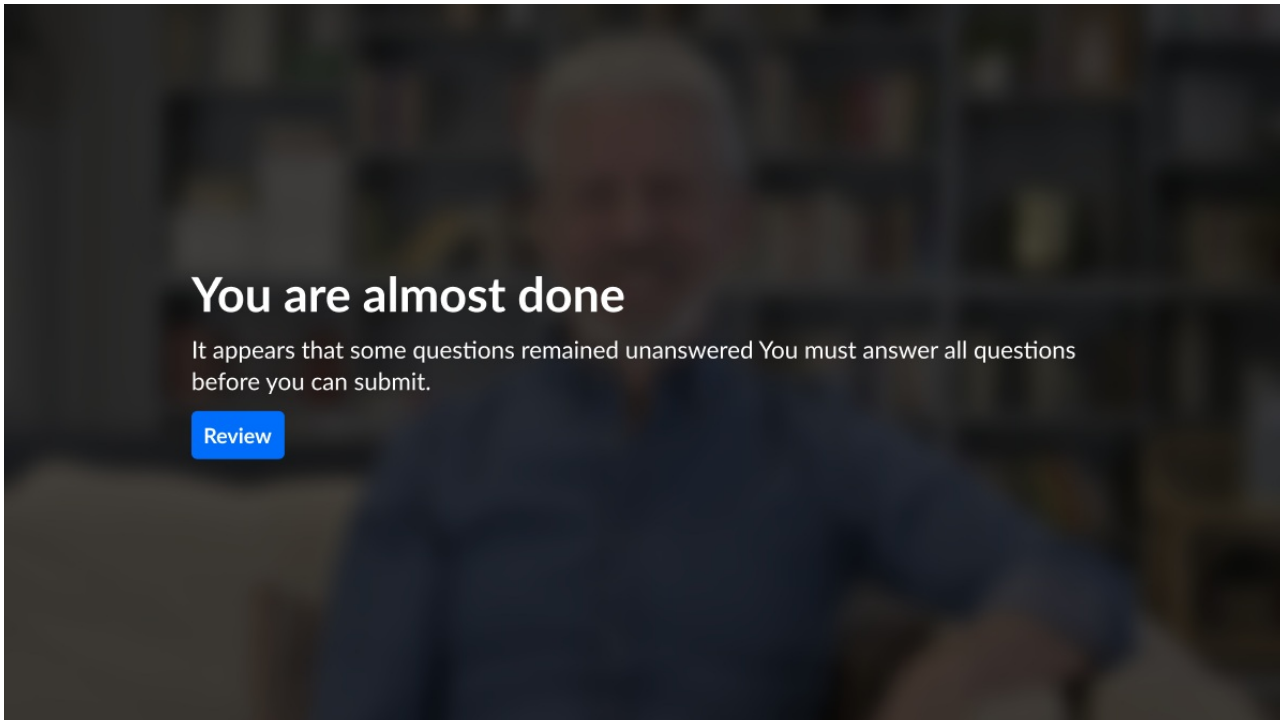 You are almost done
It appears that some questions remained unanswered You must answer all questions
before you can submit.
Review